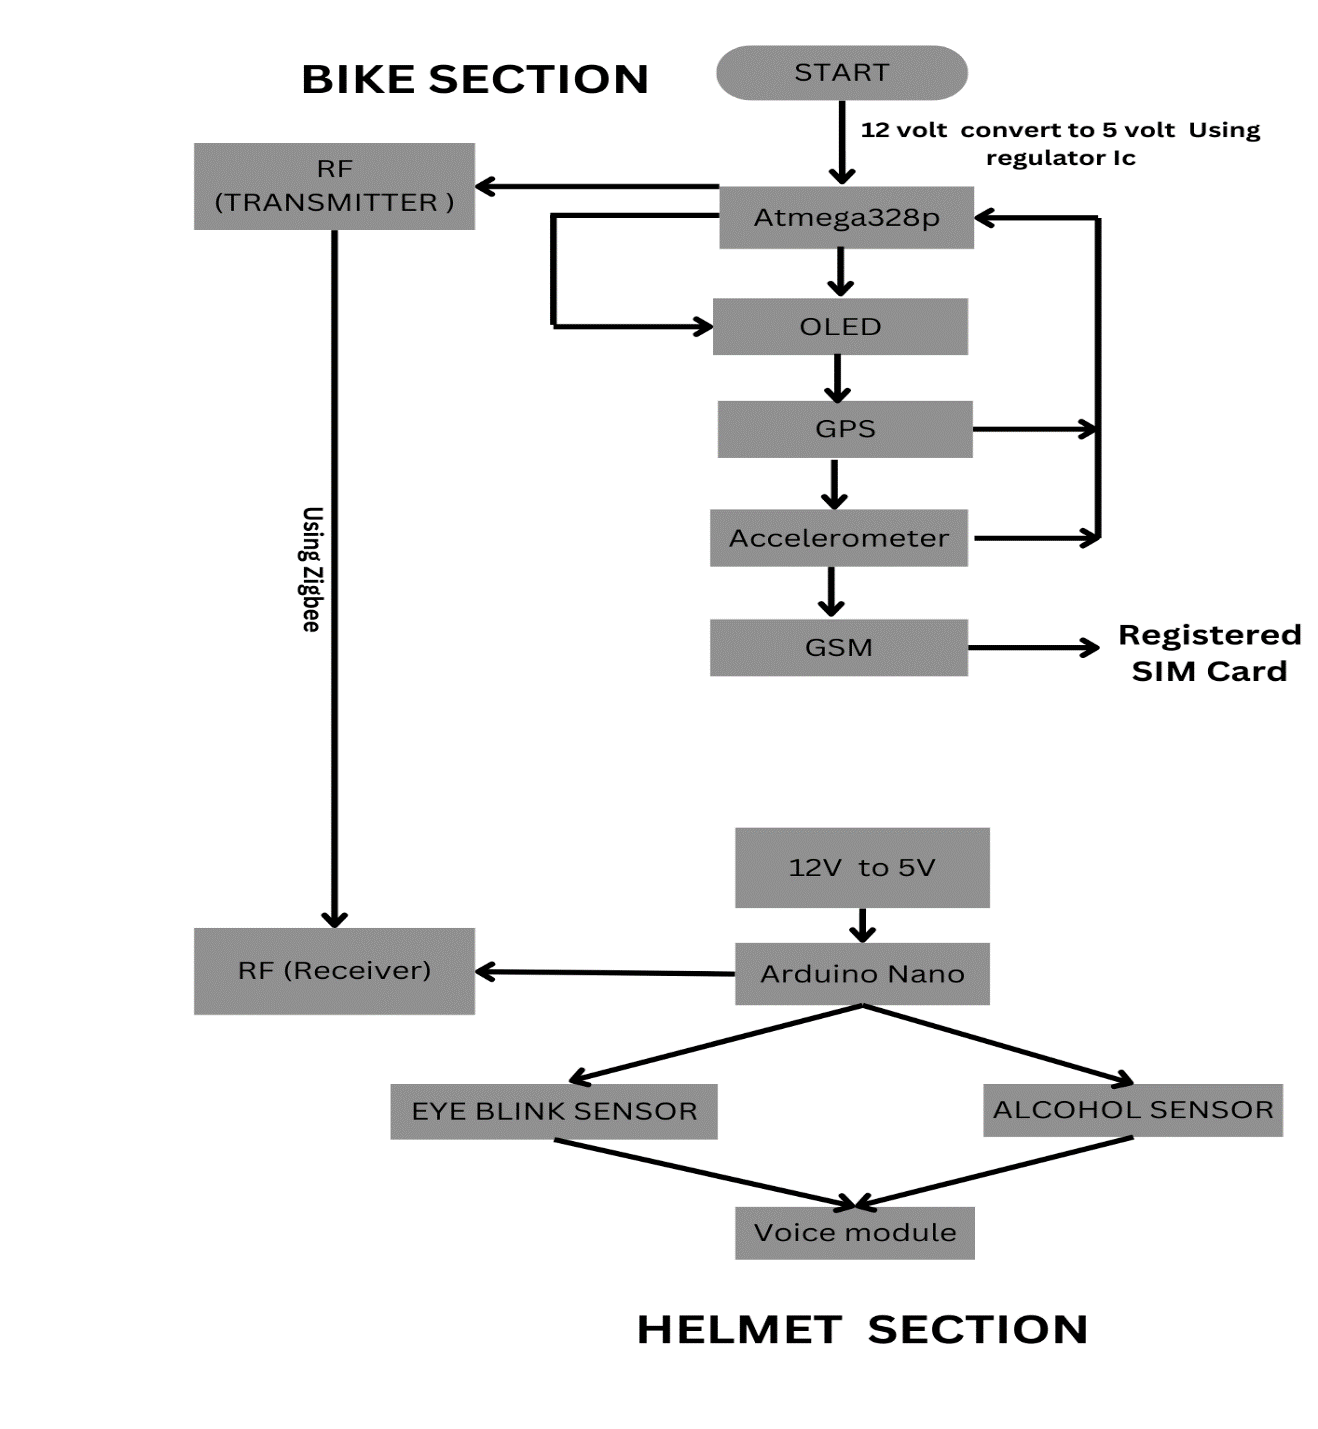 BIKE SECTION
START
12 volt  convert to 5 volt  Using
regulator Ic
RF
(TRANSMITTER )
Atmega328p
OLED
GPS
Accelerometer
GSM
Registered
SIM Card
Using Zigbee
12V  to 5V
RF (Receiver)
Arduino Nano
EYE BLINK SENSOR
ALCOHOL SENSOR
Voice module
HELMET  SECTION